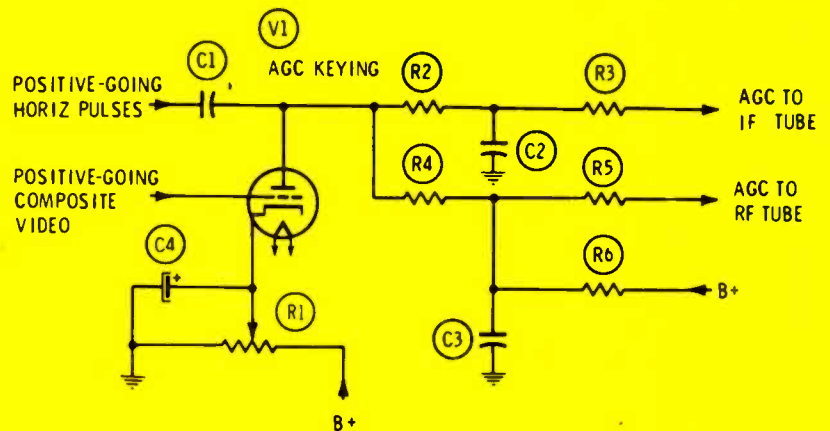 V1
C1
AGC KEYING
R2
R3
POSITIVE-GOING
HORIZ PULSES
AGC TO
IF TUBE
C2
R4
R5
POSITIVE-GOING
COMPOSITE
VIDEO
AGC TO
RF TUBE
C4
+
R6
R1
B+
C3
B+